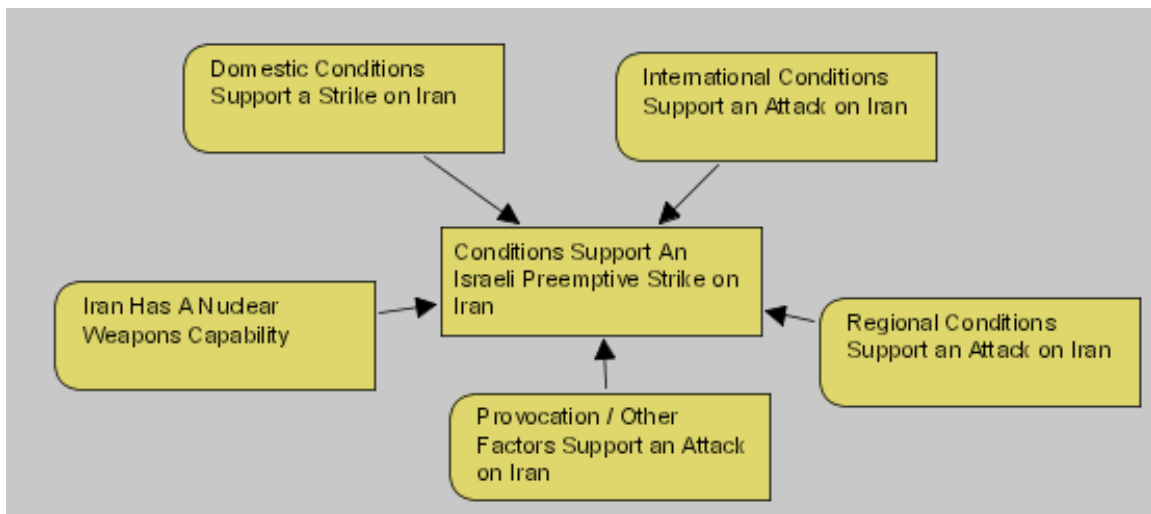 Domestic Conditions
Support a Strike on Iran
International Conditions
Support an Attack on Iran
Conditions Support An
Israeli Preemptive Strike on
Iran
Iran Has A Nuclear
Weapons Capability
Regional Conditions
Support an Attack on Iran
Provocation / Other
Factors Support an Attack
on Iran